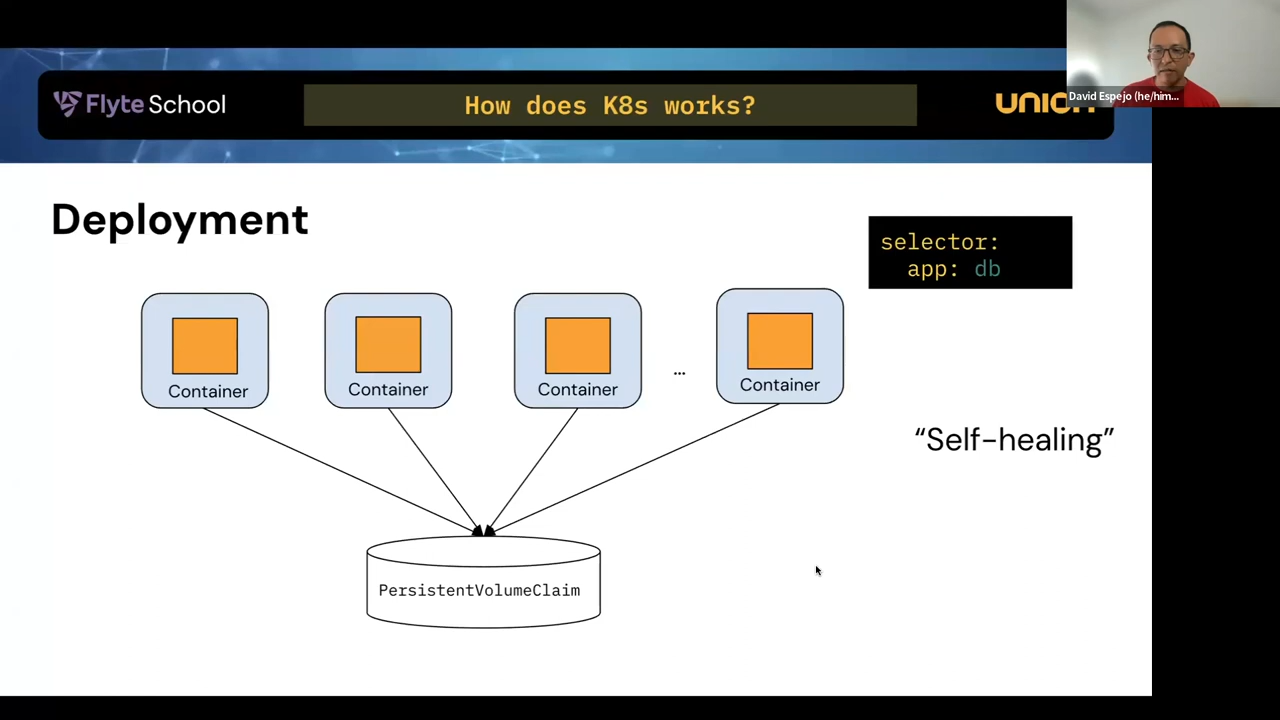 Flyte School
How does K8s works?
UNION
David Espejo (he/him...
Deployment
selector:
app: db
Container
Container
Container
...
Container
“Self-healing”
PersistentVolumeClaim